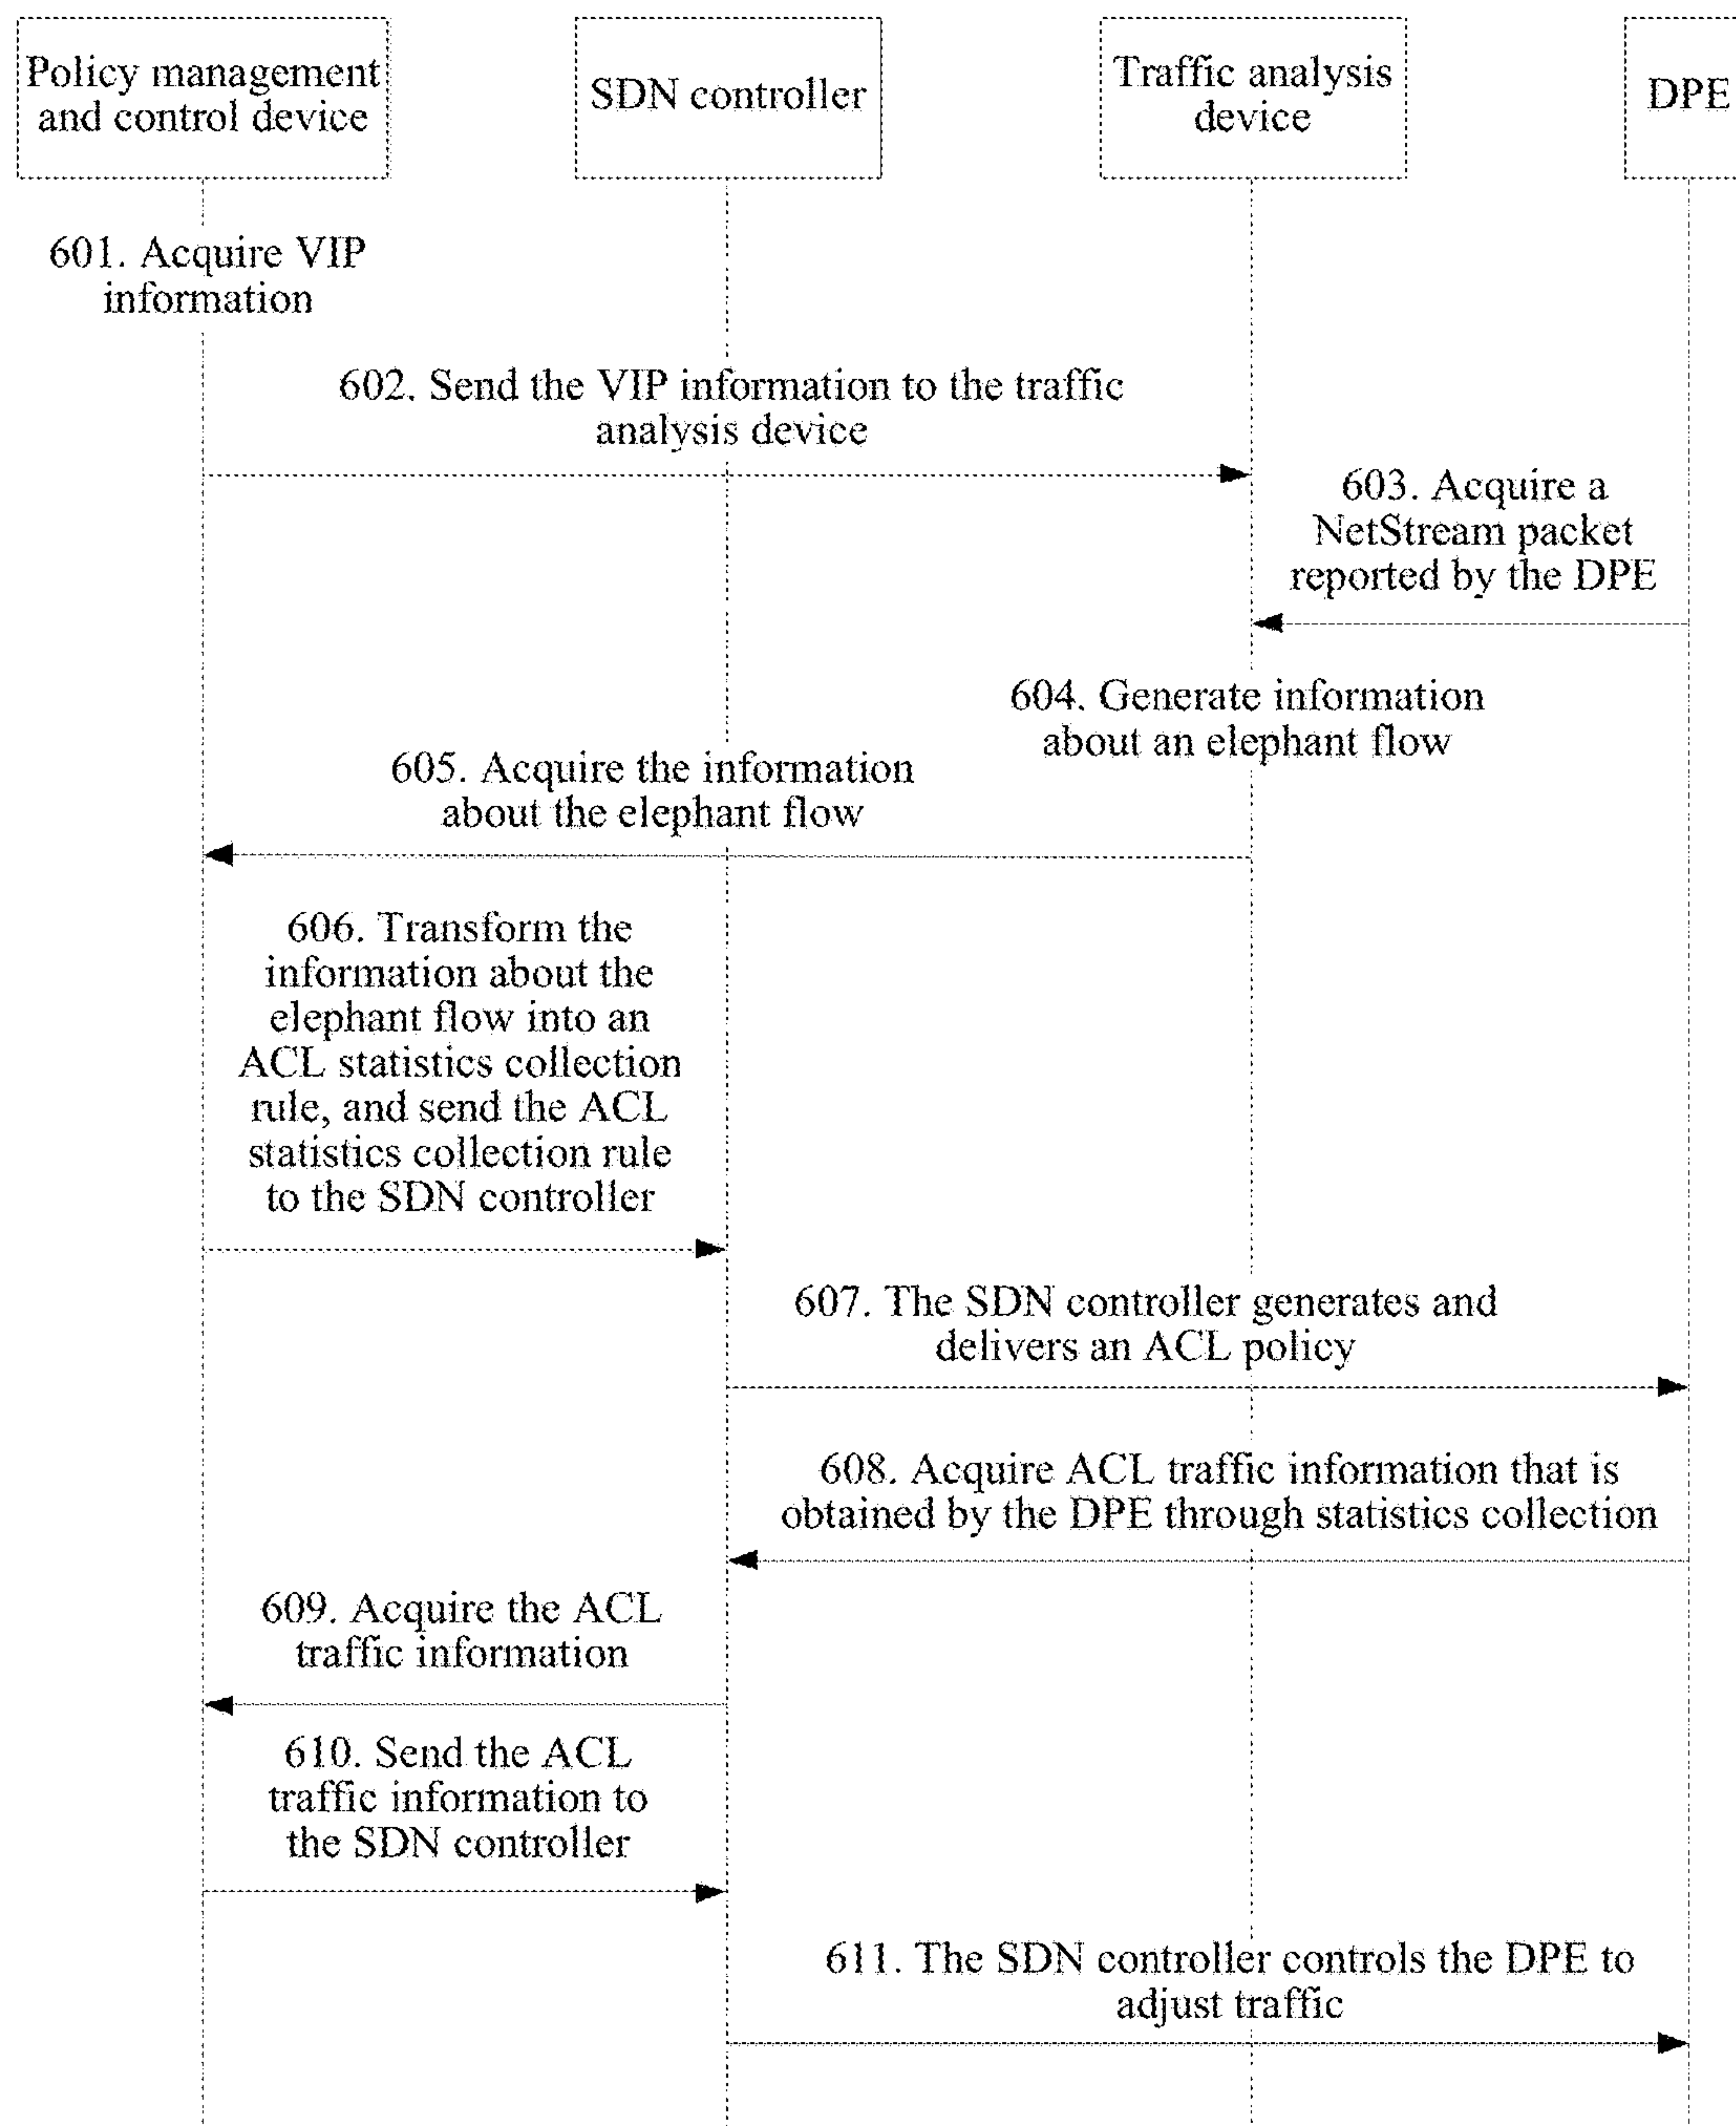 Policy management
and control device
SDN controller
Traffic analysis
device
DPE
601. Acquire VIP
information
602. Send the VIP information to the traffic
analysis device
603. Acquire a
NetStream packet
reported by the DPE
604. Generate information
about an elephant flow
605. Acquire the information
about the elephant flow
606. Transform the
information about the
elephant flow into an
ACL statistics collection
rule, and send the ACL
statistics collection rule
to the SDN controller
607. The SDN controller generates and
delivers an ACL policy
608. Acquire ACL traffic information that is
obtained by the DPE through statistics collection
609. Acquire the ACL
traffic information
610. Send the ACL
traffic information to
the SDN controller
611. The SDN controller controls the DPE to
adjust traffic